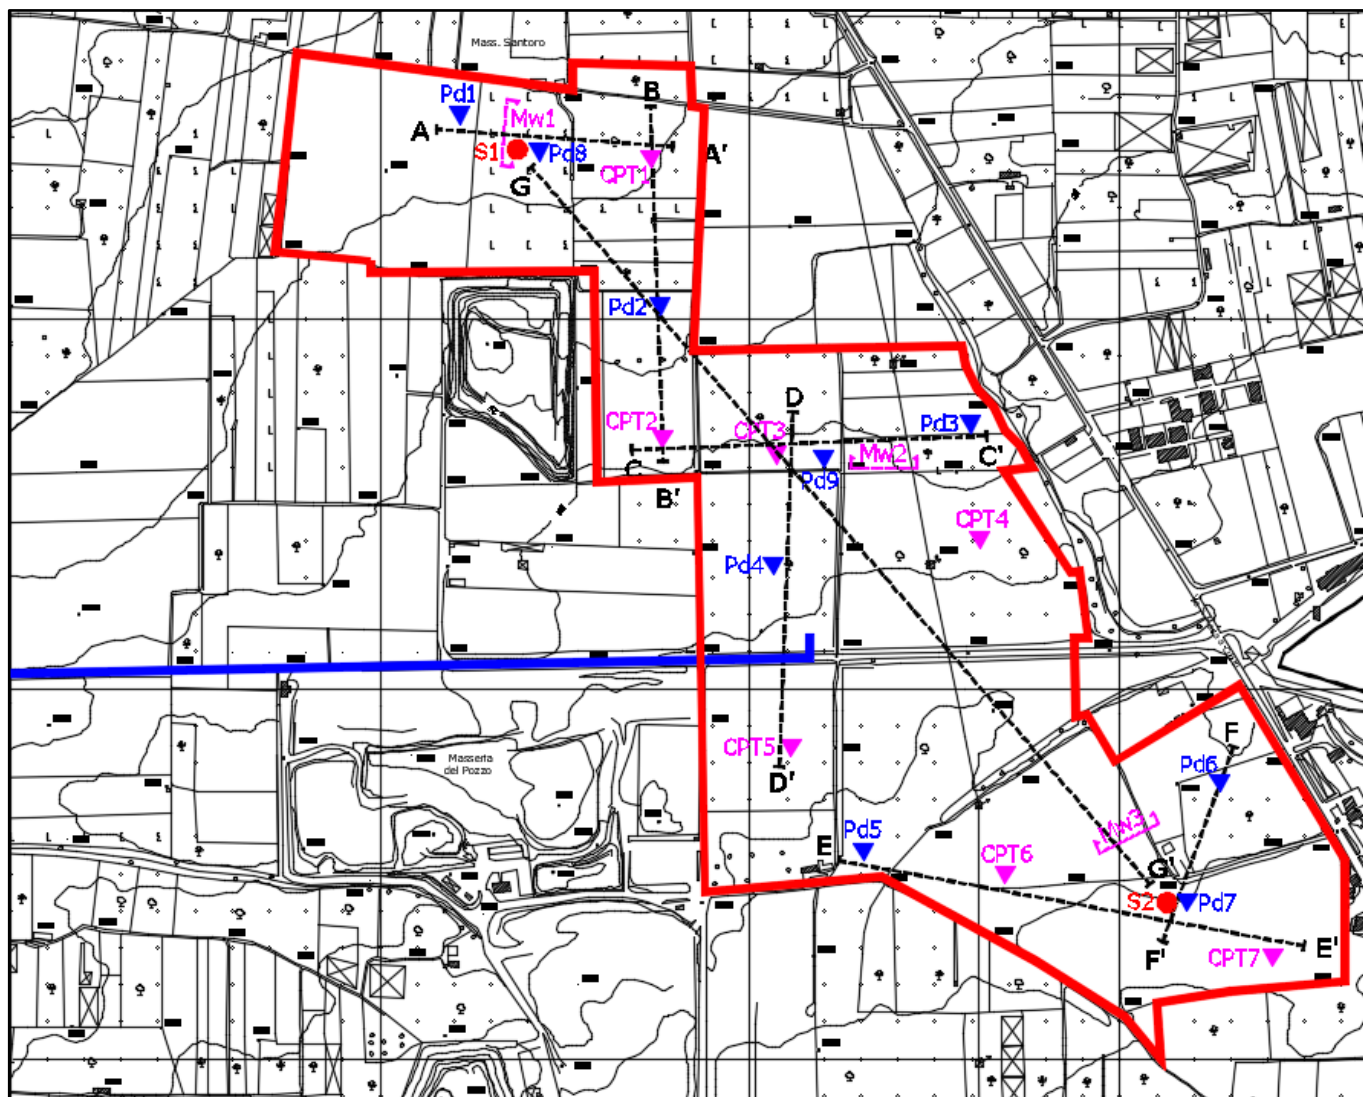 Mass. Santoro
B
Pd1
Mw1
A
A'
S1
Pd8
CPT1
G
Pd2
D
CPT2
CPT3
Pd3
C
C'
Mw2
Pd9
B'
CPT4
Pd4
F
CPT5
Masseria
del Pozzo
Pd6
D'
Mw3
Pd5
E
CPT6
G'
S2
Pd7
E'
F'
CPT7